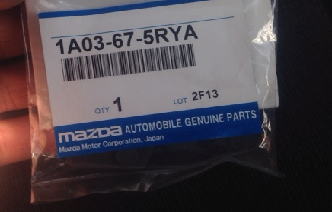 1A03-67-5RYA
QTY 1 LOT 2F13
mazda AUTOMOBILE GENUINE PARTS
Mazda Motor Corporation, Japan